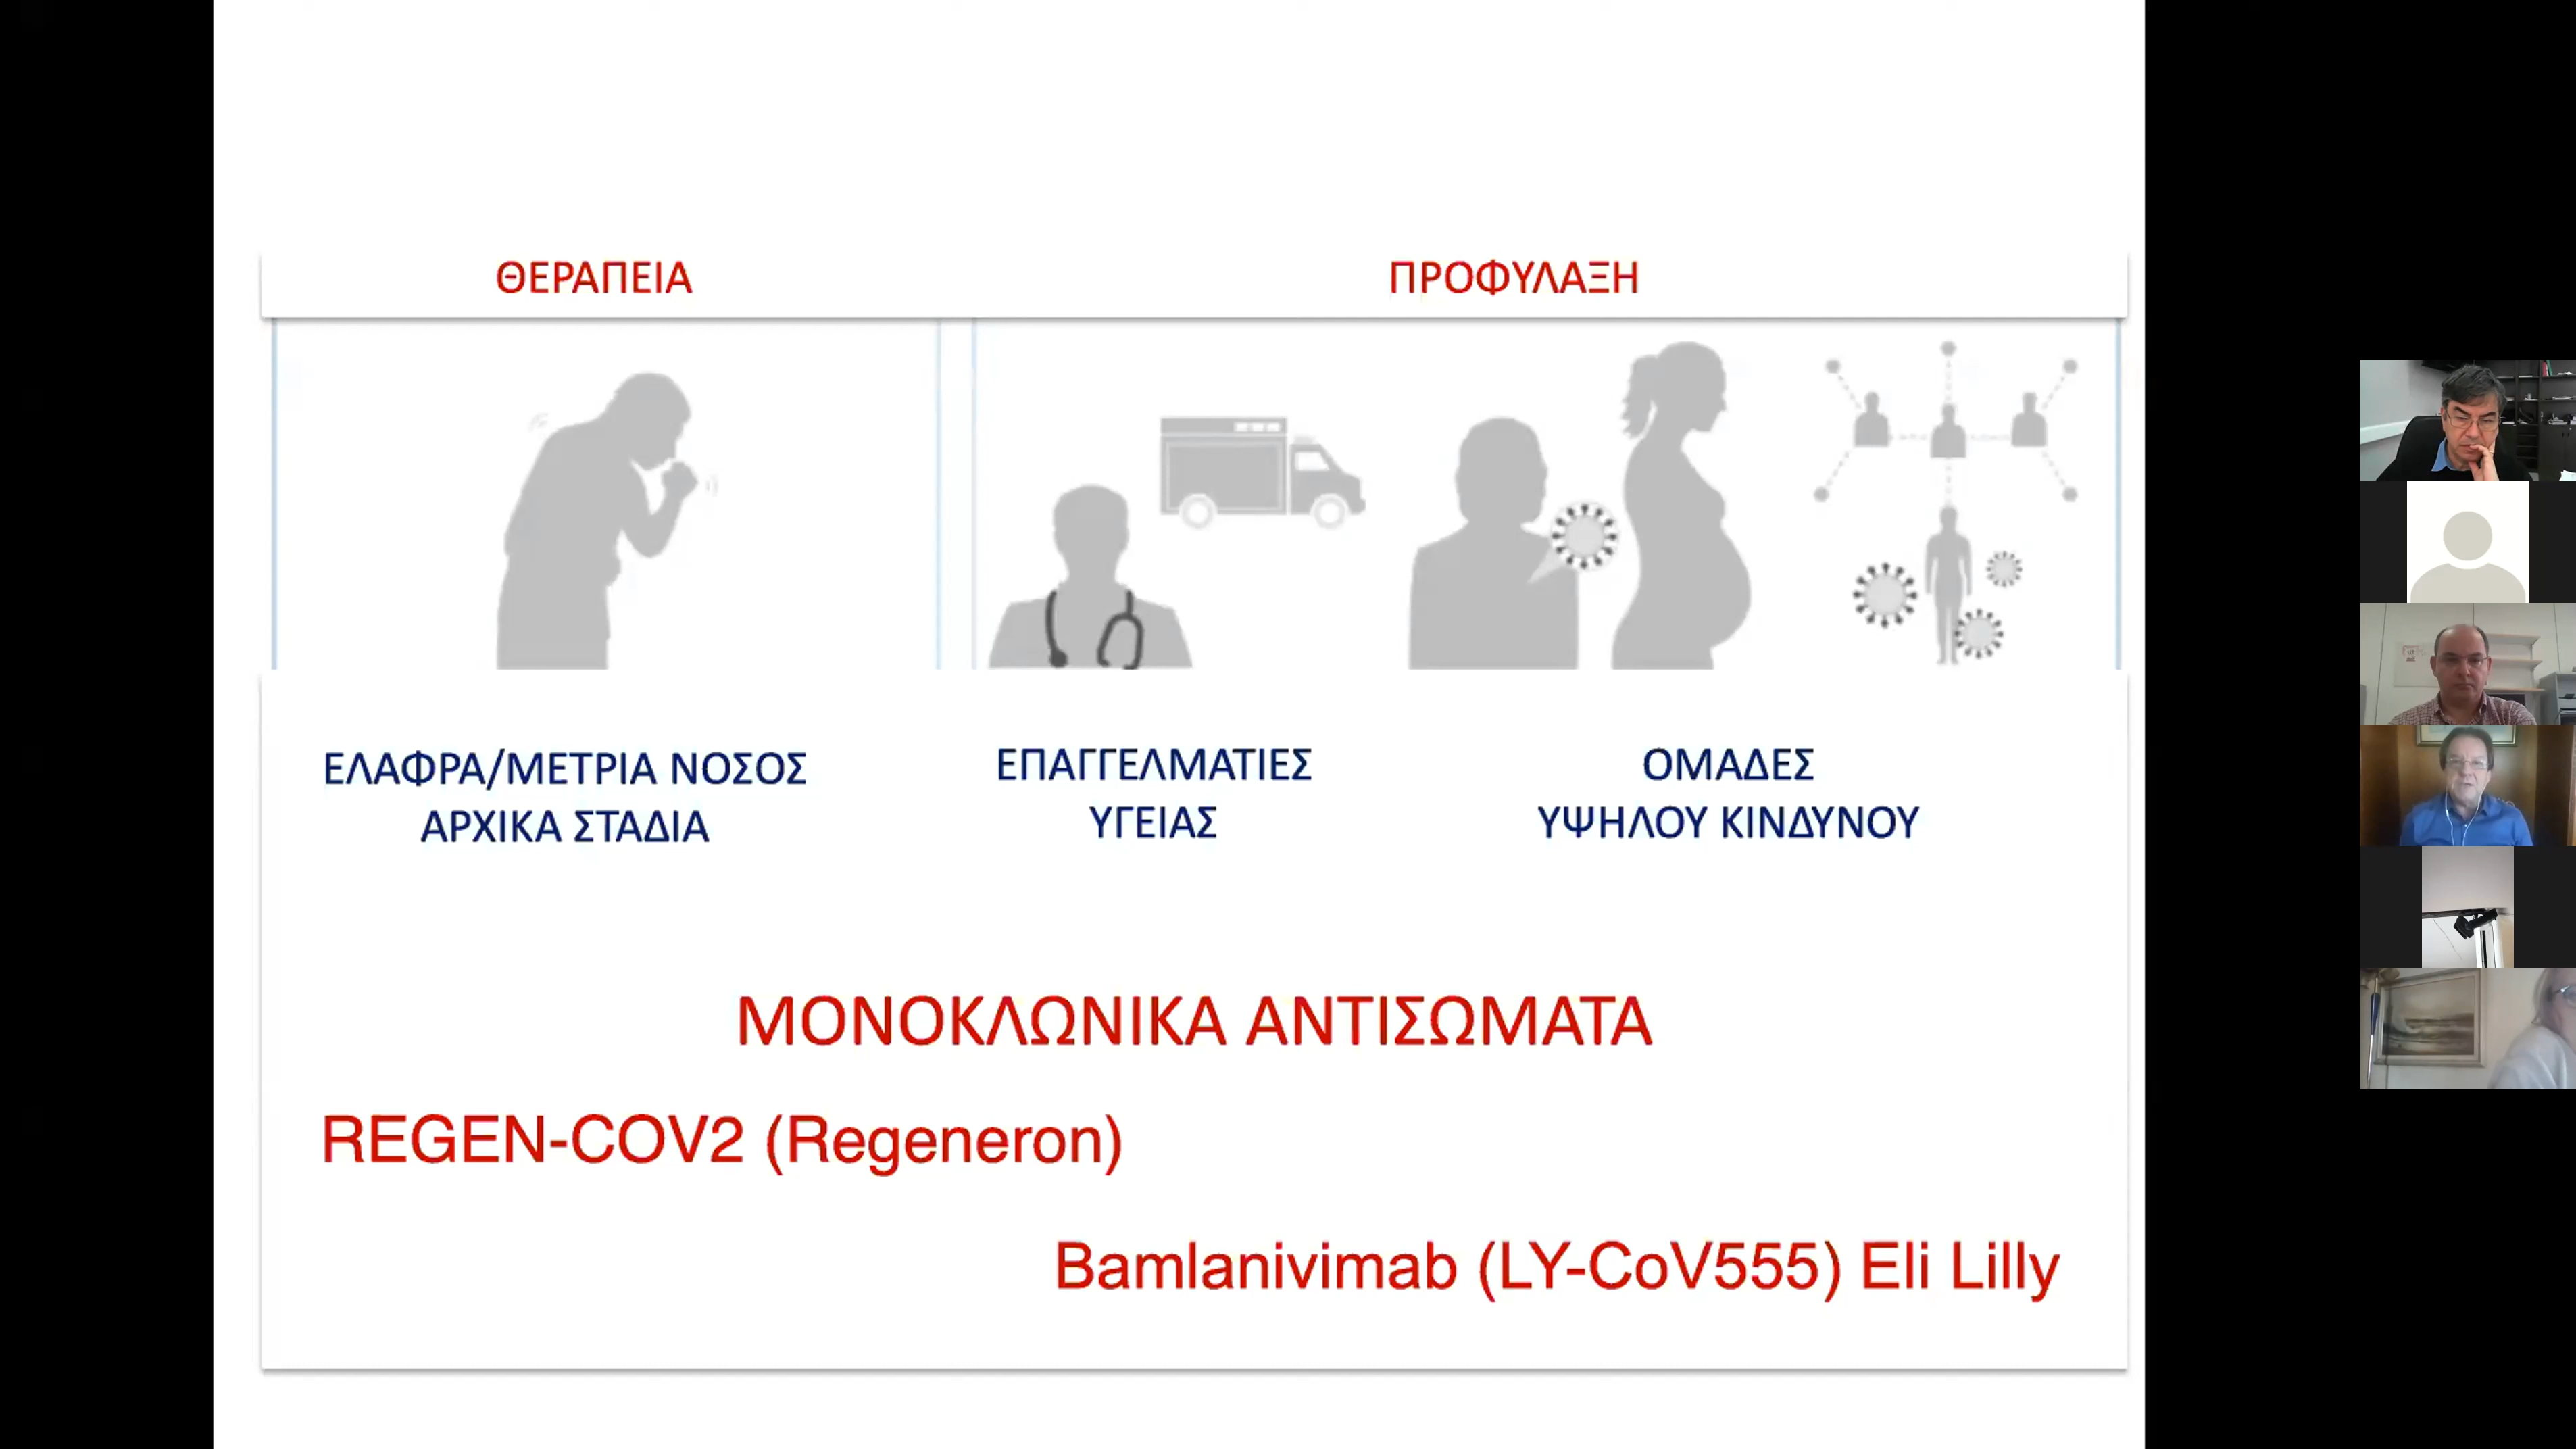 ΘΕΡΑΠΕΙΑ
ΠΡΟΦΥΛΑΞΗ
ΕΛΑΦΡΑ/ΜΕΤΡΙΑ ΝΟΣΟΣ
ΑΡΧΙΚΑ ΣΤΑΔΙΑ
ΕΠΑΓΓΕΛΜΑΤΙΕΣ
ΥΓΕΙΑΣ
ΟΜΑΔΕΣ
ΥΨΗΛΟΥ ΚΙΝΔΥΝΟΥ
ΜΟΝΟΚΛΩΝΙΚΑ ΑΝΤΙΣΩΜΑΤΑ
REGEN-COV2 (Regeneron)
Bamlanivimab (LY-CoV555) Eli Lilly